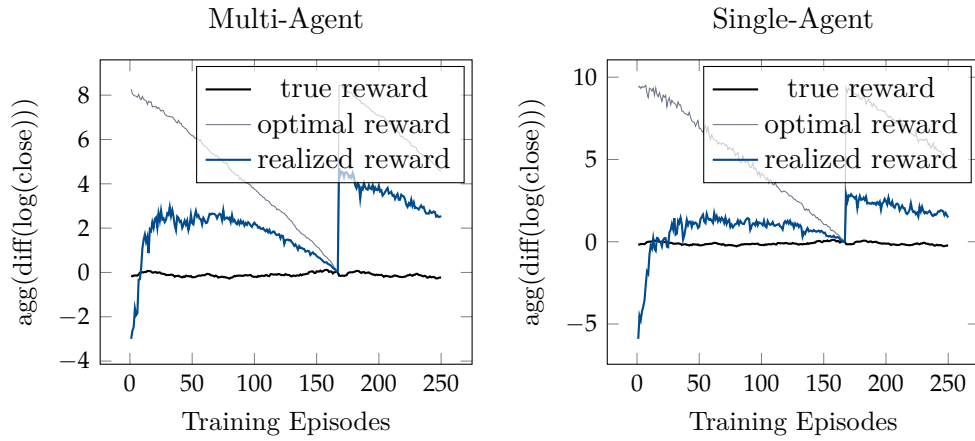 Multi-Agent
agg(diff(log(close)))
8
6
4
2
0
−2
−4
true reward
optimal reward
realized reward
0
50
100
150
200
250
Training Episodes
Single-Agent
agg(diff(log(close)))
10
5
0
−5
true reward
optimal reward
realized reward
0
50
100
150
200
250
Training Episodes